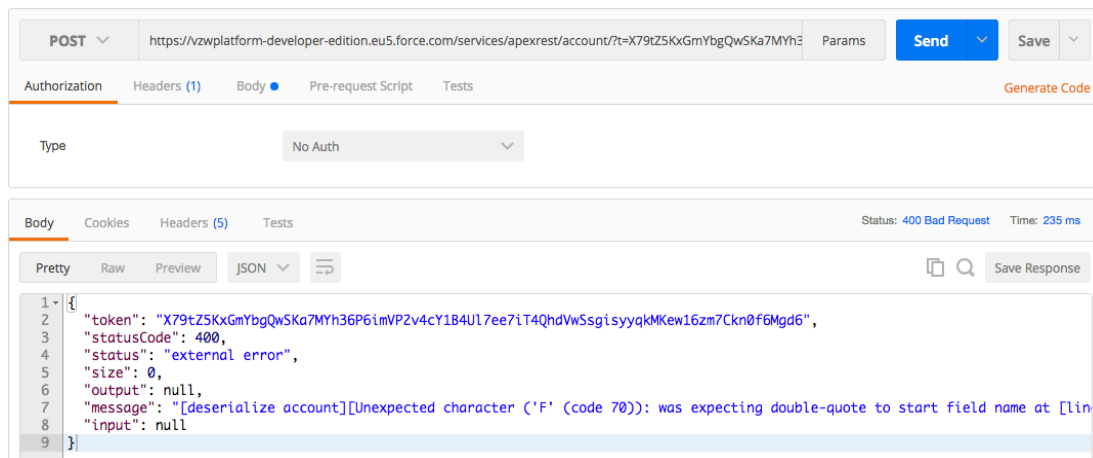 POST https://vzwplatform-developer-edition.eu5.force.com/services/apexrest/account/?t=X79tZ5KxGmYbgQwSKa7MYh3 Params Send Save
Authorization Headers (1) Body Pre-request Script Tests Generate Code
Type No Auth
Body Cookies Headers (5) Tests Status: 400 Bad Request Time: 235 ms
Pretty Raw Preview JSON Save Response
1 {
2 "token": "X79tZ5KxGmYbgQwSKa7MYh36P6imVP2v4cY1B4Ul7ee7iT4QhdVwSsgisyyqkMKew16zm7Ckn0f6Mgd6",
3 "statusCode": 400,
4 "status": "external error",
5 "size": 0,
6 "output": null,
7 "message": "[deserialize account][Unexpected character ('F' (code 70)): was expecting double-quote to start field name at [lin
8 "input": null
9 }